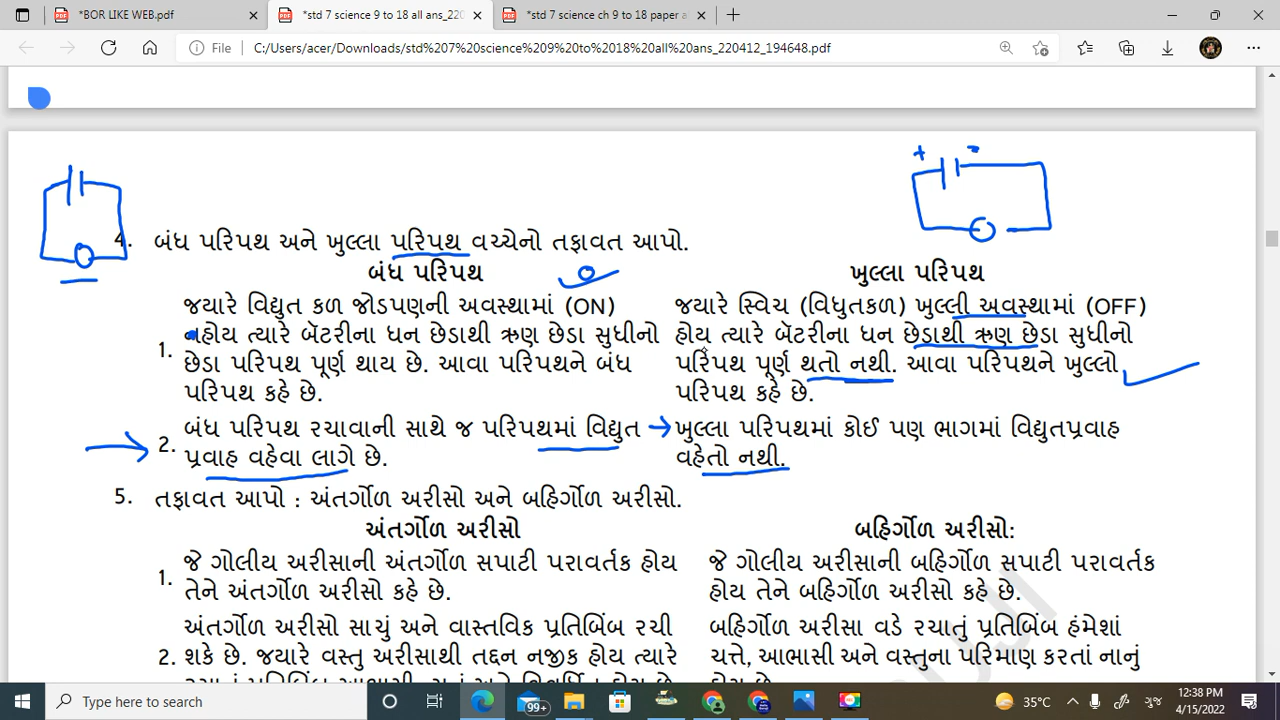 *BOR LIKE WEB.pdf
*std 7 science 9 to 18 all ans_220
*std 7 science ch 9 to 18 paper a
File C:/Users/acer/Downloads/std%207%20science%209%20to%2018%20all%20ans_220412_194648.pdf
+ -
4. બંધ પરિપથ અને ખુલ્લા પરિપથ વચ્ચેનો તફાવત આપો.
બંધ પરિપથ ખુલ્લા પરિપથ
જયારે વિદ્યુત કળ જોડપણની અવસ્થામાં (ON) જયારે સ્વિચ (વિધુતકળ) ખુલ્લી અવસ્થામાં (OFF)
હોય ત્યારે બૅટરીના ધન છેડાથી ઋણ છેડા સુધીનો હોય ત્યારે બૅટરીના ધન છેડાથી ઋણ છેડા સુધીનો
1. છેડા પરિપથ પૂર્ણ થાય છે. આવા પરિપથને બંધ પરિપથ પૂર્ણ થતો નથી. આવા પરિપથને ખુલ્લો
પરિપથ કહે છે. પરિપથ કહે છે.
2. બંધ પરિપથ રચાવાની સાથે જ પરિપથમાં વિદ્યુત ખુલ્લા પરિપથમાં કોઈ પણ ભાગમાં વિદ્યુતપ્રવાહ
પ્રવાહ વહેવા લાગે છે. વહેતો નથી.
5. તફાવત આપો : અંતર્ગોળ અરીસો અને બહિર્ગોળ અરીસો.
અંતર્ગોળ અરીસો બહિર્ગોળ અરીસો:
1. જે ગોલીય અરીસાની અંતર્ગોળ સપાટી પરાવર્તક હોય જે ગોલીય અરીસાની બહિર્ગોળ સપાટી પરાવર્તક
તેને અંતર્ગોળ અરીસો કહે છે. હોય તેને બહિર્ગોળ અરીસો કહે છે.
અંતર્ગોળ અરીસો સાચું અને વાસ્તવિક પ્રતિબિંબ રચી બહિર્ગોળ અરીસા વડે રચાતું પ્રતિબિંબ હંમેશાં
2. શકે છે. જયારે વસ્તુ અરીસાથી તદ્દન નજીક હોય ત્યારે ચત્તે, આભાસી અને વસ્તુના પરિમાણ કરતાં નાનું
Type here to search
99+
35°C
12:38 PM
4/15/2022